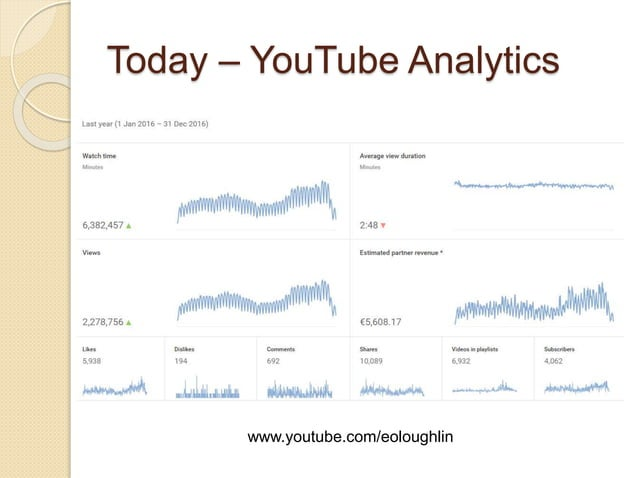 Today – YouTube Analytics
Last year (1 Jan 2016 – 31 Dec 2016)
Watch time
Minutes
6,382,457
Average view duration
Minutes
2:48
Views
2,278,756
Estimated partner revenue *
€5,608.17
Likes
5,938
Dislikes
194
Comments
692
Shares
10,089
Videos in playlists
6,932
Subscribers
4,062
www.youtube.com/eoloughlin